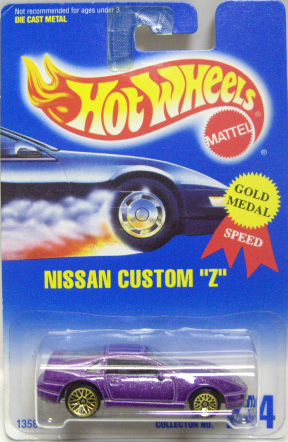 Not recommended for ages under 3
DIE CAST METAL
HOT WHEELS
MATTEL
GOLD
MEDAL
SPEED
NISSAN CUSTOM "Z"
COLLECTOR NO.